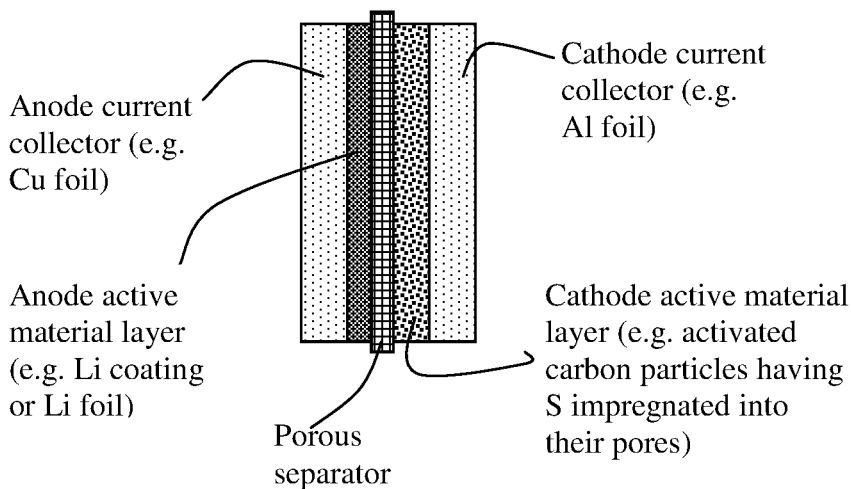 Anode current
collector (e.g.
Cu foil)
Cathode current
collector (e.g.
Al foil)
Anode active
material layer
(e.g. Li coating
or Li foil)
Porous
separator
Cathode active material
layer (e.g. activated
carbon particles having
S impregnated into
their pores)